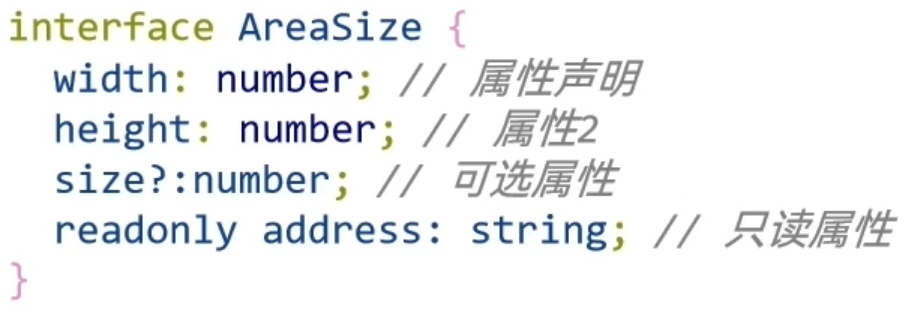 interface AreaSize {
  width: number; // 属性声明
  height: number; // 属性2
  size?:number; // 可选属性
  readonly address: string; // 只读属性
}